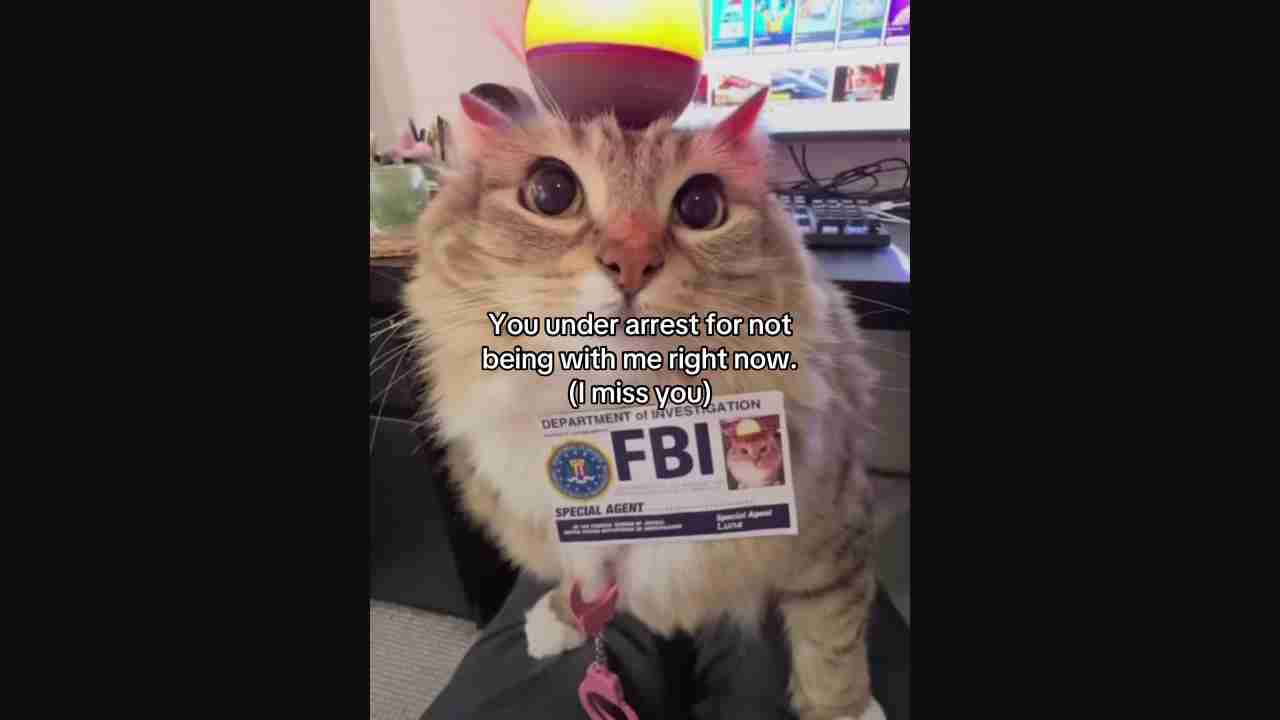 You under arrest for not
being with me right now.
(I miss you)
DEPARTMENT of INVESTIGATION
FBI
SPECIAL AGENT
Special Agent
Luna